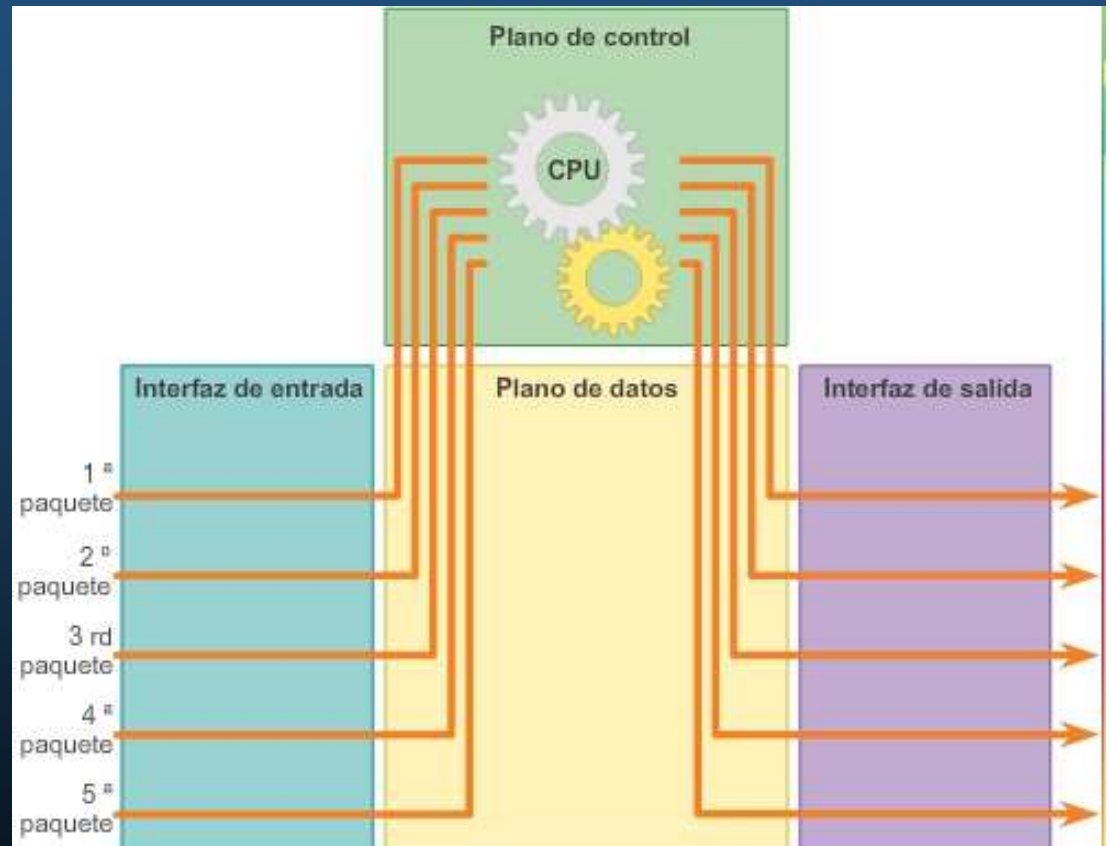 Plano de control
CPU
Interfaz de entrada
Plano de datos
Interfaz de salida
1 ª
paquete
2 º
paquete
3 rd
paquete
4 ª
paquete
5 ª
paquete